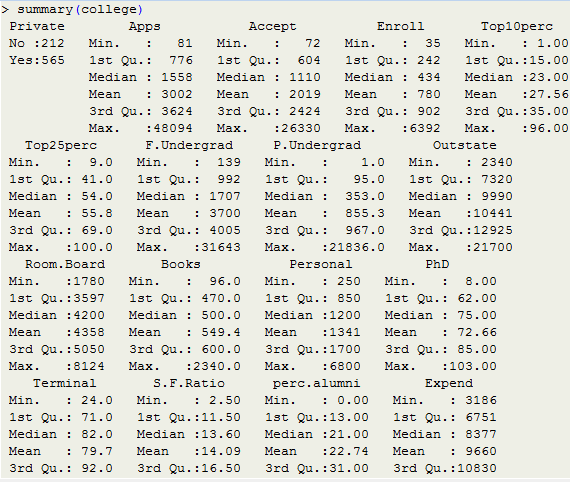 > summary(college)
Private Apps Accept Enroll Top10perc
No :212 Min. : 81 Min. : 72 Min. : 35 Min. : 1.00
Yes:565 1st Qu.: 776 1st Qu.: 604 1st Qu.: 242 1st Qu.:15.00
Median : 1558 Median : 1110 Median : 434 Median :23.00
Mean : 3002 Mean : 2019 Mean : 780 Mean :27.56
3rd Qu.: 3624 3rd Qu.: 2424 3rd Qu.: 902 3rd Qu.:35.00
Max. :48094 Max. :26330 Max. :6392 Max. :96.00
Top25perc F.Undergrad P.Undergrad Outstate
Min. : 9.0 Min. : 139 Min. : 1.0 Min. : 2340
1st Qu.: 41.0 1st Qu.: 992 1st Qu.: 95.0 1st Qu.: 7320
Median : 54.0 Median : 1707 Median : 353.0 Median : 9990
Mean : 55.8 Mean : 3700 Mean : 855.3 Mean :10441
3rd Qu.: 69.0 3rd Qu.: 4005 3rd Qu.: 967.0 3rd Qu.:12925
Max. :100.0 Max. :31643 Max. :21836.0 Max. :21700
Room.Board Books Personal PhD
Min. :1780 Min. : 96.0 Min. : 250 Min. : 8.00
1st Qu.:3597 1st Qu.: 470.0 1st Qu.: 850 1st Qu.: 62.00
Median :4200 Median : 500.0 Median :1200 Median : 75.00
Mean :4358 Mean : 549.4 Mean :1341 Mean : 72.66
3rd Qu.:5050 3rd Qu.: 600.0 3rd Qu.:1700 3rd Qu.: 85.00
Max. :8124 Max. :2340.0 Max. :6800 Max. :103.00
Terminal S.F.Ratio perc.alumni Expend
Min. : 24.0 Min. : 2.50 Min. : 0.00 Min. : 3186
1st Qu.: 71.0 1st Qu.:11.50 1st Qu.:13.00 1st Qu.: 6751
Median : 82.0 Median :13.60 Median :21.00 Median : 8377
Mean : 79.7 Mean :14.09 Mean :22.74 Mean : 9660
3rd Qu.: 92.0 3rd Qu.:16.50 3rd Qu.:31.00 3rd Qu.:10830